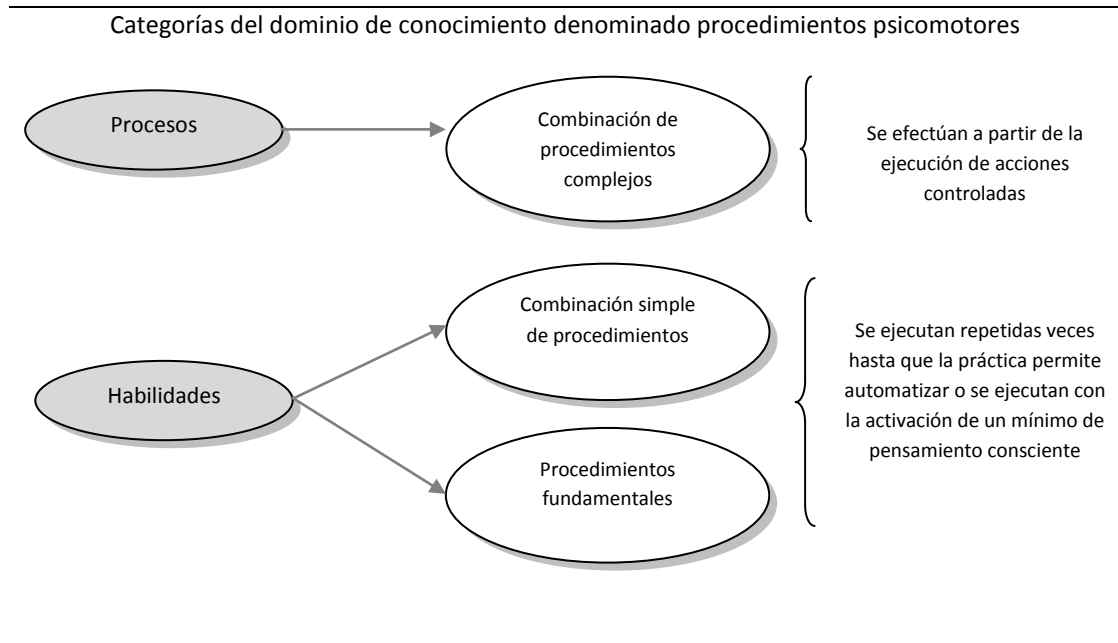 Categorías del dominio de conocimiento denominado procedimientos psicomotores
Procesos
Combinación de
procedimientos
complejos
Se efectúan a partir de la
ejecución de acciones
controladas
Habilidades
Combinación simple
de procedimientos
Procedimientos
fundamentales
Se ejecutan repetidas veces
hasta que la práctica permite
automatizar o se ejecutan con
la activación de un mínimo de
pensamiento consciente